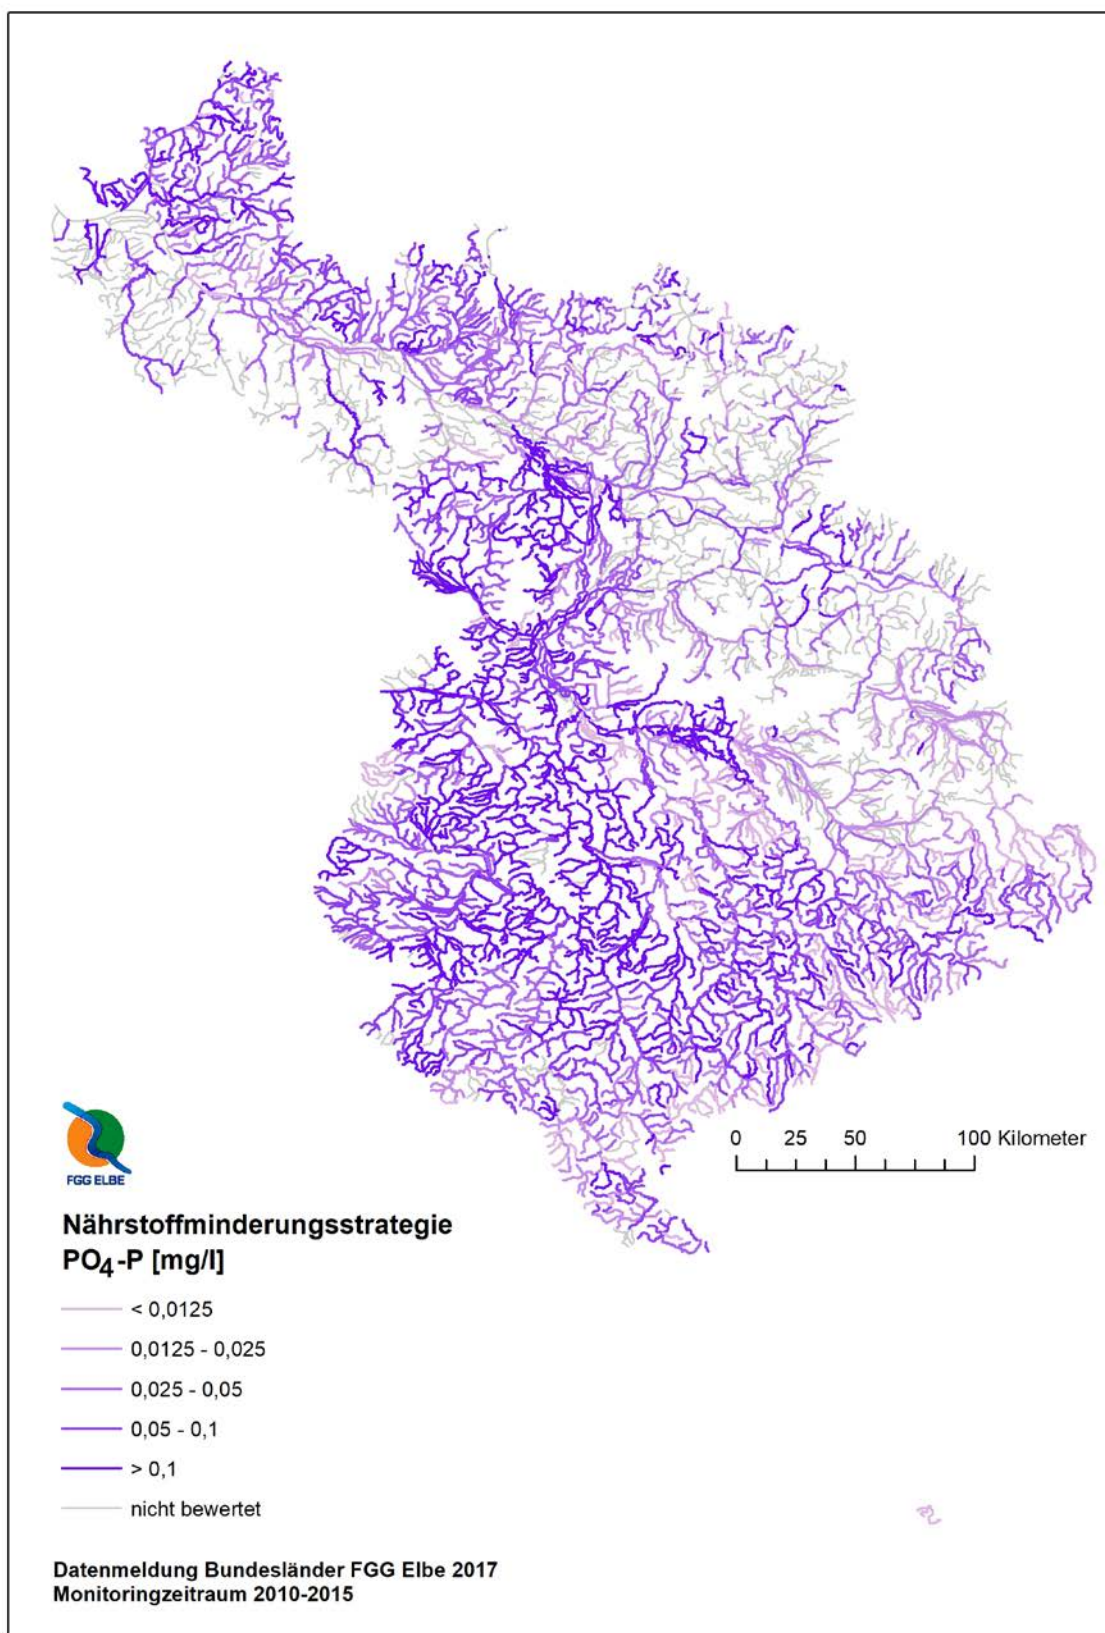 0 25 50 100 Kilometer
FGG ELBE
Nährstoffminderungsstrategie
PO4-P [mg/l]
< 0,0125
0,0125 - 0,025
0,025 - 0,05
0,05 - 0,1
> 0,1
nicht bewertet
Datenmeldung Bundesländer FGG Elbe 2017
Monitoringzeitraum 2010-2015